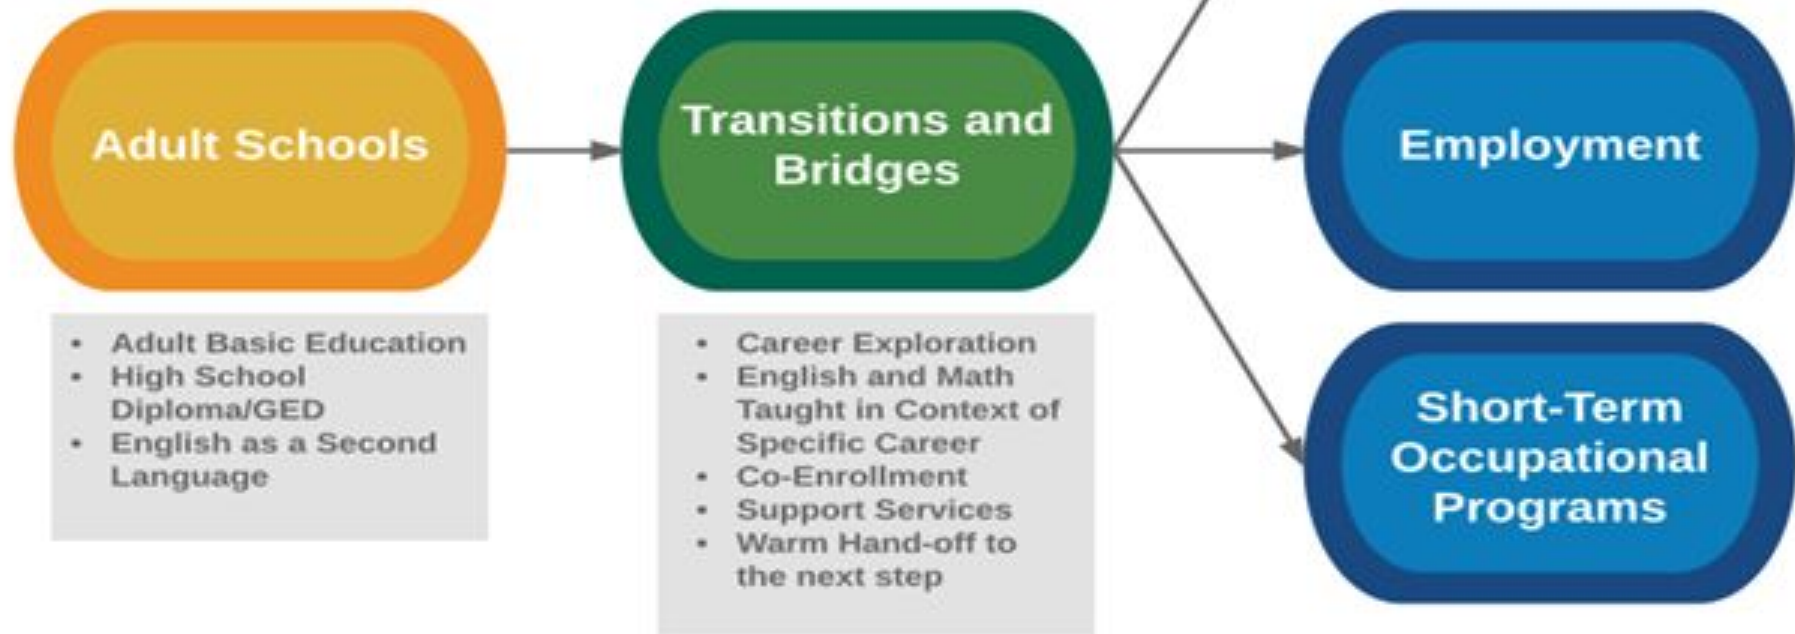 Adult Schools
Transitions and
Bridges
Employment
• Adult Basic Education
• High School
Diploma/GED
• English as a Second
Language
• Career Exploration
• English and Math
Taught in Context of
Specific Career
• Co-Enrollment
• Support Services
• Warm Hand-off to
the next step
Short-Term
Occupational
Programs